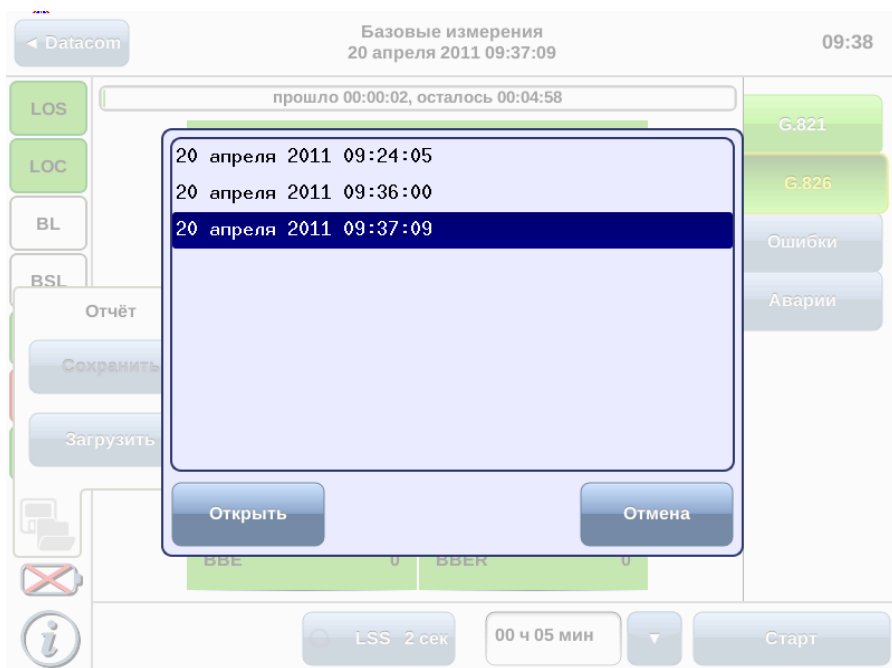 ◄ Datacom
Базовые измерения
20 апреля 2011 09:37:09
09:38
прошло 00:00:02, осталось 00:04:58
LOS
LOC
BL
BSL
G.821
G.826
Ошибки
Аварии
20 апреля 2011 09:24:05
20 апреля 2011 09:36:00
20 апреля 2011 09:37:09
Отчёт
Сохранить
Загрузить
Открыть
Отмена
BBE 0 BBER 0
LSS 2 сек
00 ч 05 мин
▼
Старт